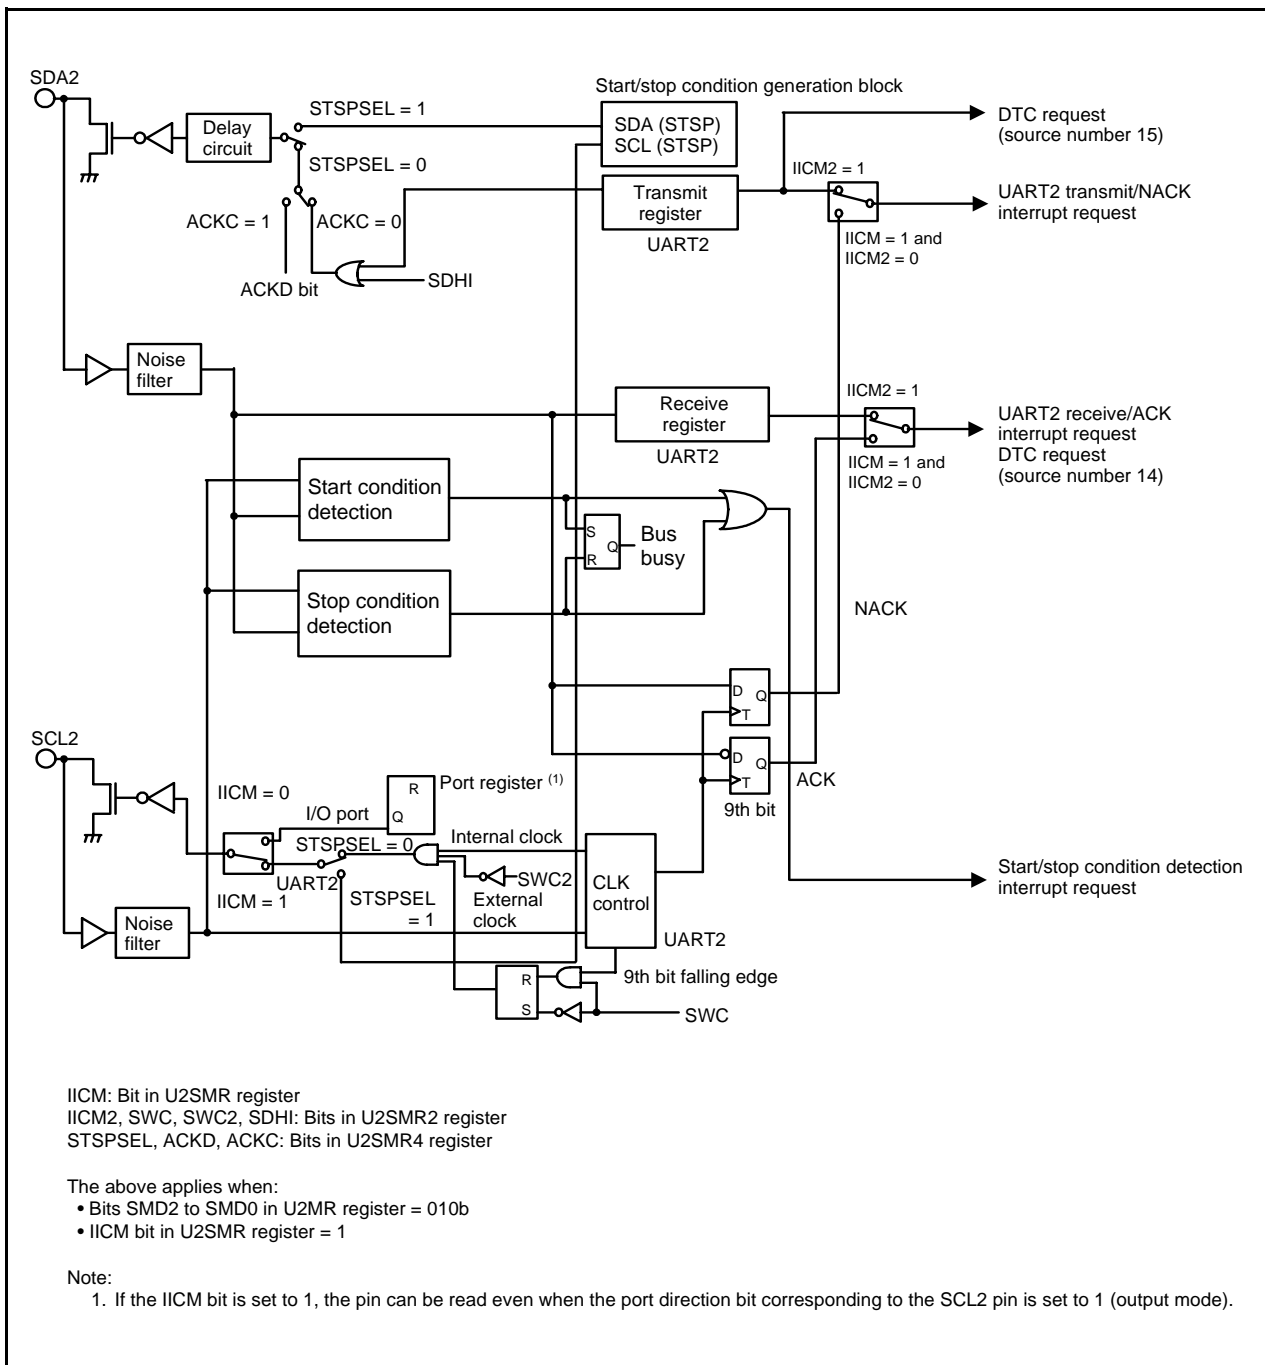 SDA2
STSPSEL = 1
Delay
circuit
STSPSEL = 0
ACKC = 1
ACKC = 0
ACKD bit
SDHI
Start/stop condition generation block
SDA (STSP)
SCL (STSP)
Transmit
register
UART2
DTC request
(source number 15)
IICM2 = 1
UART2 transmit/NACK
interrupt request
IICM = 1 and
IICM2 = 0
Noise
filter
Receive
register
UART2
IICM2 = 1
UART2 receive/ACK
interrupt request
DTC request
(source number 14)
IICM = 1 and
IICM2 = 0
Start condition
detection
S
R
Q
Bus
busy
Stop condition
detection
NACK
D
Q
T
D
Q
T
ACK
9th bit
SCL2
IICM = 0
I/O port
R
Q
Port register (1)
STSPSEL = 0
Internal clock
UART2
IICM = 1
STSPSEL
= 1
SWC2
External
clock
CLK
control
UART2
Noise
filter
R
S
9th bit falling edge
SWC
Start/stop condition detection
interrupt request
IICM: Bit in U2SMR register
IICM2, SWC, SWC2, SDHI: Bits in U2SMR2 register
STSPSEL, ACKD, ACKC: Bits in U2SMR4 register
The above applies when:
• Bits SMD2 to SMD0 in U2MR register = 010b
• IICM bit in U2SMR register = 1
Note:
1. If the IICM bit is set to 1, the pin can be read even when the port direction bit corresponding to the SCL2 pin is set to 1 (output mode).